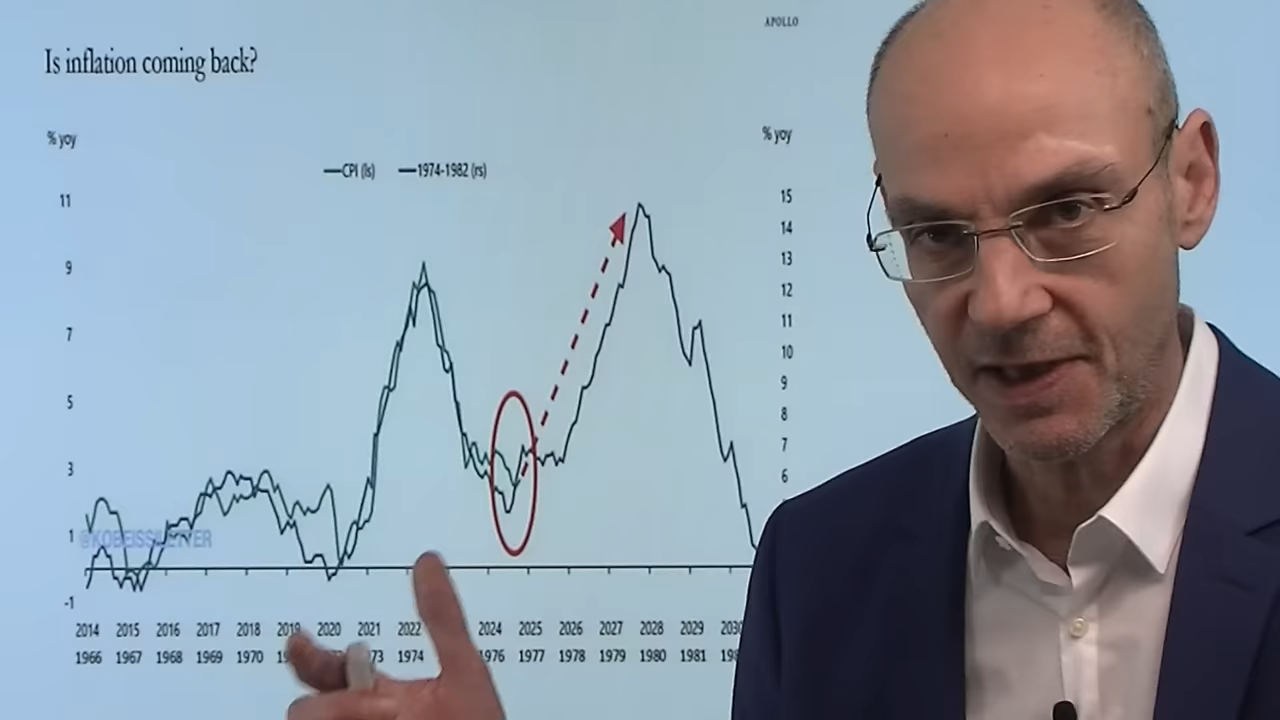 APOLLO
Is inflation coming back?
% yoy
% yoy
CPI (ls) 1974-1982 (rs)
11
9
7
5
3
1
-1
15
14
13
12
11
10
9
8
7
6
@KOBEISSILETTER
2014 2015 2016 2017 2018 2019 2020 2021 2022 2024 2025 2026 2027 2028 2029 2030
1966 1967 1968 1969 1970 1974 1976 1977 1978 1979 1980 1981